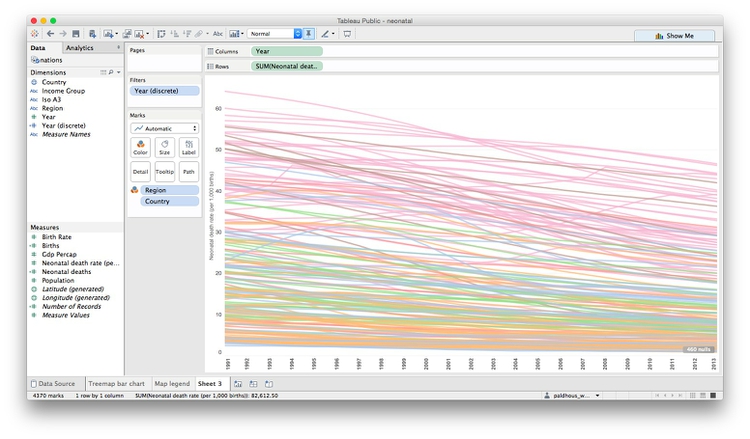 Tableau Public - neonatal
Abc
Normal
Show Me
Data
Analytics
Pages
Columns
Year
Rows
SUM(Neonatal deat..
nations
Dimensions
Country
Abc Income Group
Abc Iso A3
Abc Region
Year
Year (discrete)
Abc Measure Names
Filters
Year (discrete)
Marks
Automatic
Color
Size
Label
Detail
Tooltip
Path
Region
Country
Measures
Birth Rate
Births
Gdp Percap
Neonatal death rate (pe...
Neonatal deaths
Population
Latitude (generated)
Longitude (generated)
Number of Records
Measure Values
Neonatal death rate (per 1,000 births)
60
50
40
30
20
10
0
460 nulls
1991
1992
1993
1994
1995
1996
1997
1998
1999
2000
2001
2002
2003
2004
2005
2006
2007
2008
2009
2010
2011
2012
2013
Data Source
Treemap bar chart
Map legend
Sheet 3
4370 marks
1 row by 1 column
SUM(Neonatal death rate (per 1,000 births)): 82,612.50
paldhous_w...